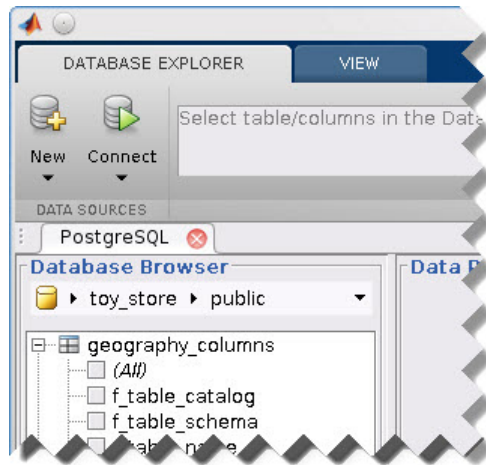 DATABASE EXPLORER VIEW
Select table/columns in the Data
New Connect
DATA SOURCES
PostgreSQL
Database Browser Data
toy_store public
geography_columns
(All)
f_table_catalog
f_table_schema